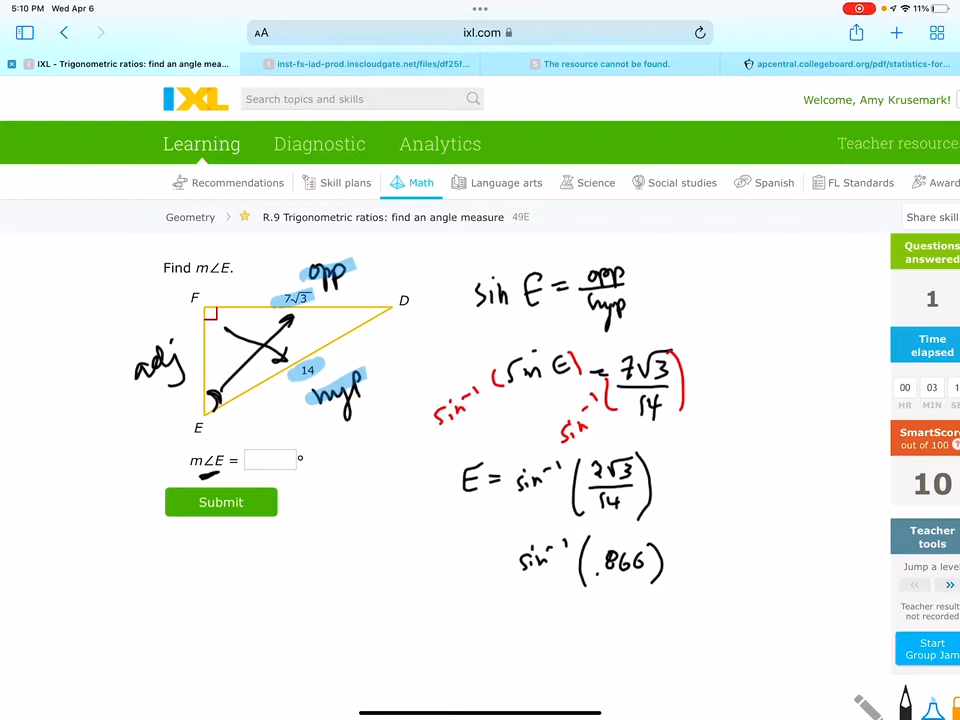 5:10 PM Wed Apr 6
11%
AA
ixl.com
IXL - Trigonometric ratios: find an angle mea...
inst-fs-iad-prod.inscloudgate.net/files/df25f...
The resource cannot be found.
apcentral.collegeboard.org/pdf/statistics-for...
IXL
Search topics and skills
Welcome, Amy Krusemark!
Learning
Diagnostic
Analytics
Teacher resource
Recommendations
Skill plans
Math
Language arts
Science
Social studies
Spanish
FL Standards
Award
Geometry
R.9 Trigonometric ratios: find an angle measure
49E
Share skill
Find m∠E.
opp
F
7√3
D
adj
14
hyp
E
m∠E = °
Submit
sin E = opp/hyp
sin⁻¹ (sin E) = sin⁻¹ (7√3/14)
E = sin⁻¹ (7√3/14)
sin⁻¹ (.866)
Questions
answered
1
Time
elapsed
00 03 1
HR MIN SE
SmartScore
out of 100 ?
10
Teacher
tools
Jump a level
<< >>
Teacher result
not recorded
Start
Group Jam